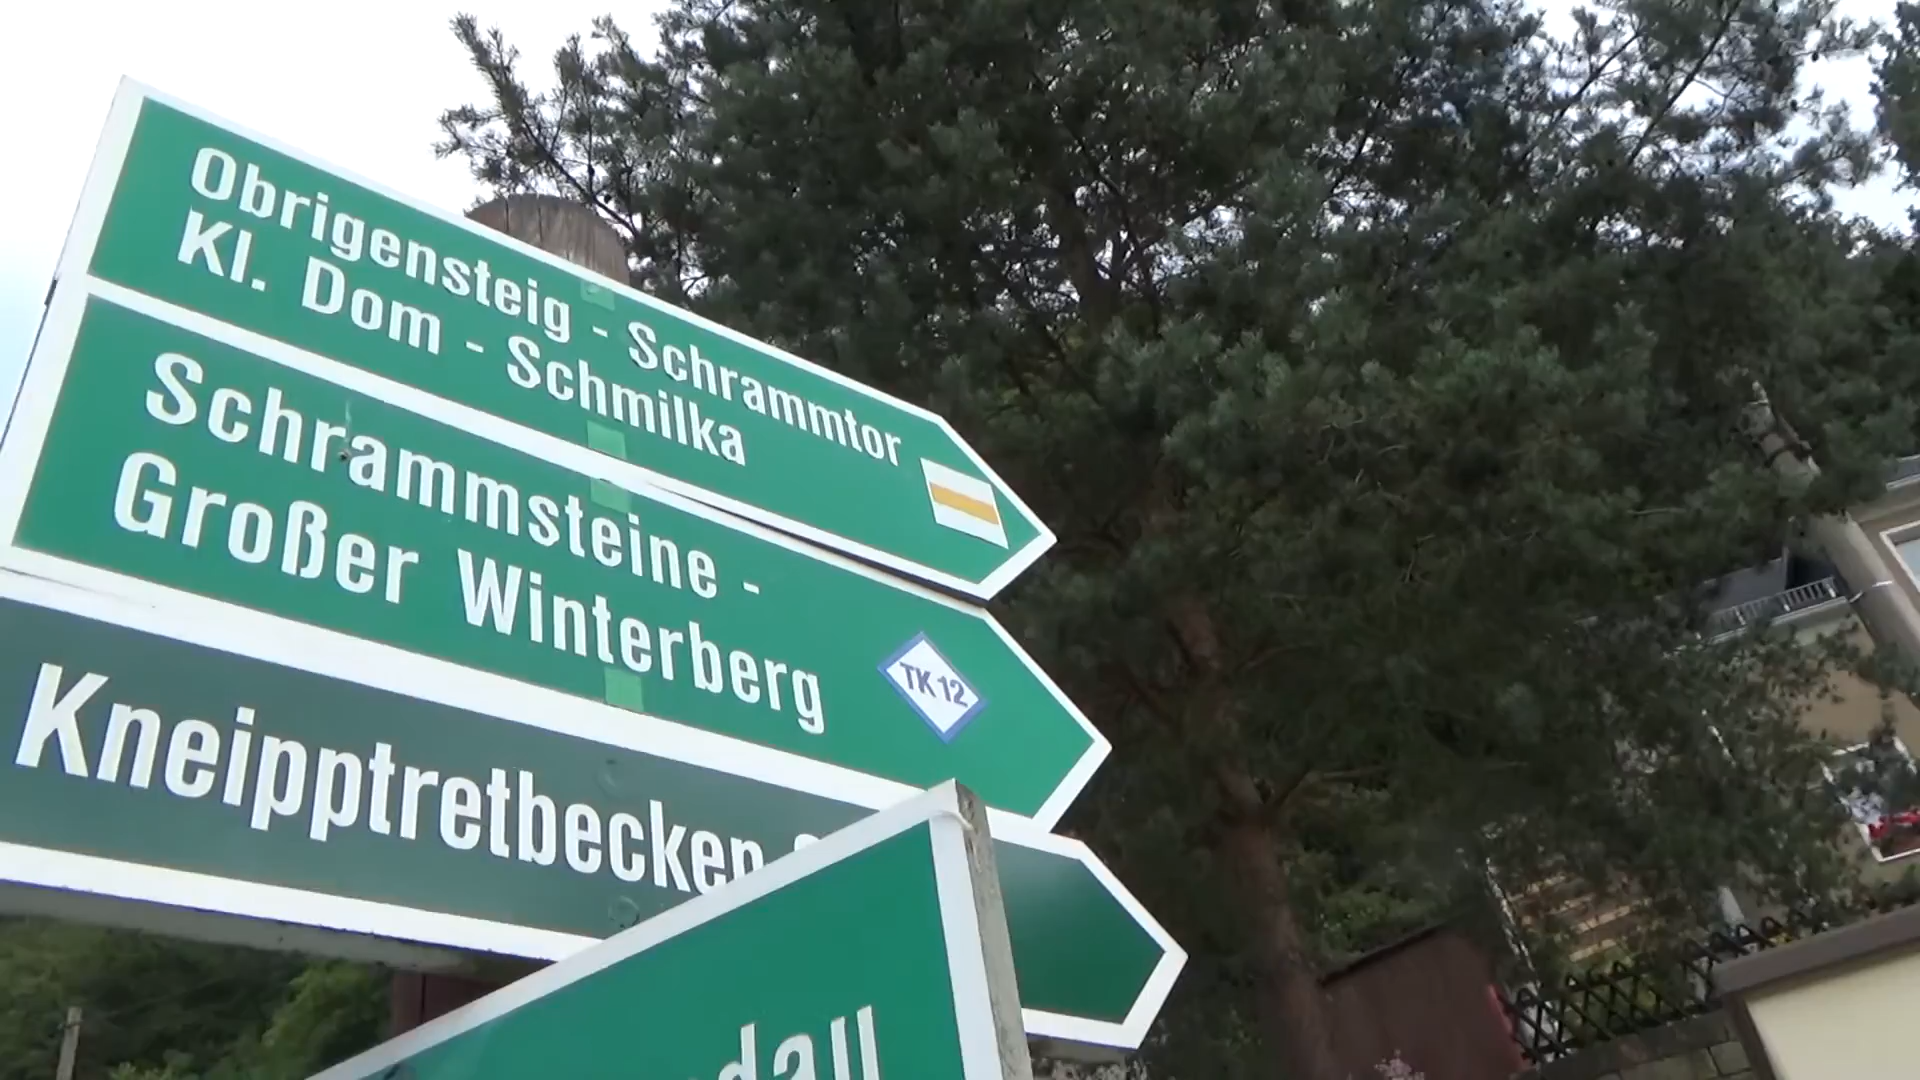 Obrigensteig - Schrammtor
Kl. Dom - Schmilka
Schrammsteine -
Großer Winterberg
TK 12
Kneipptretbecken